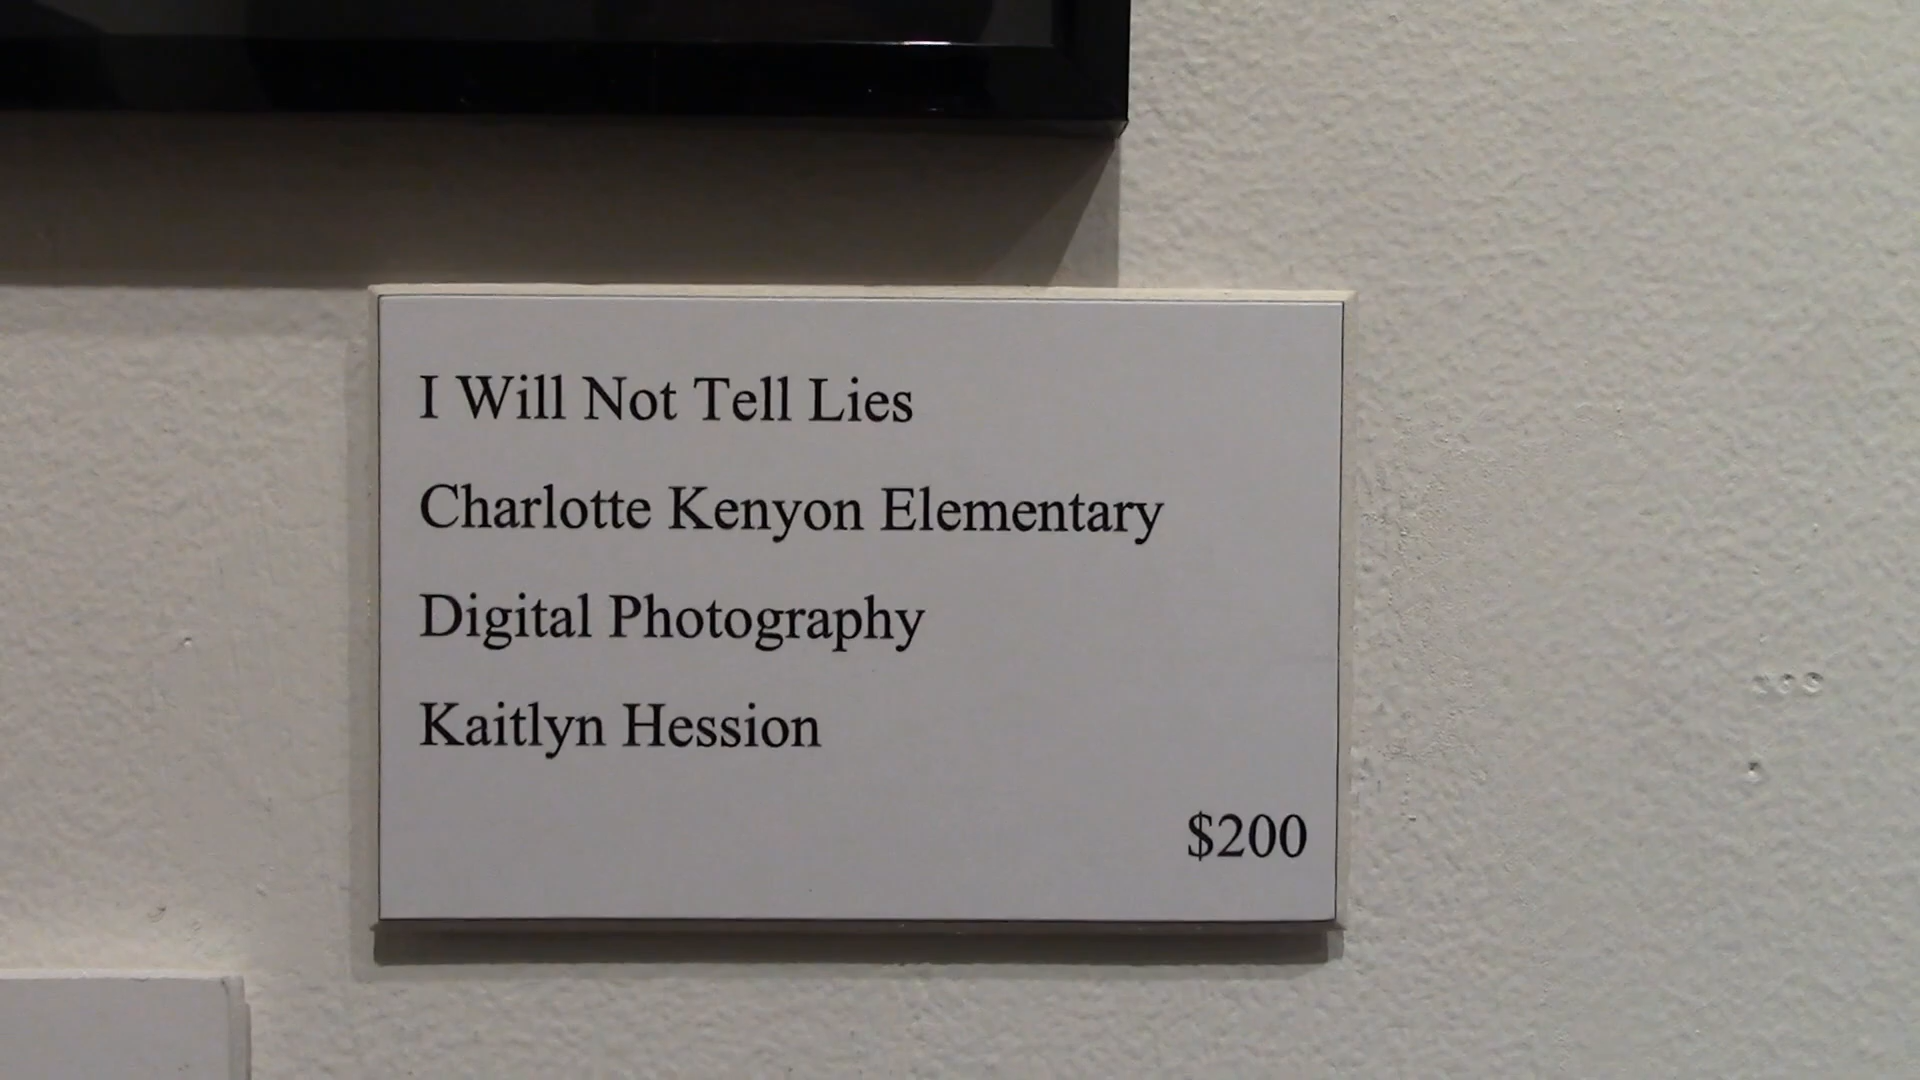 I Will Not Tell Lies
Charlotte Kenyon Elementary
Digital Photography
Kaitlyn Hession
$200